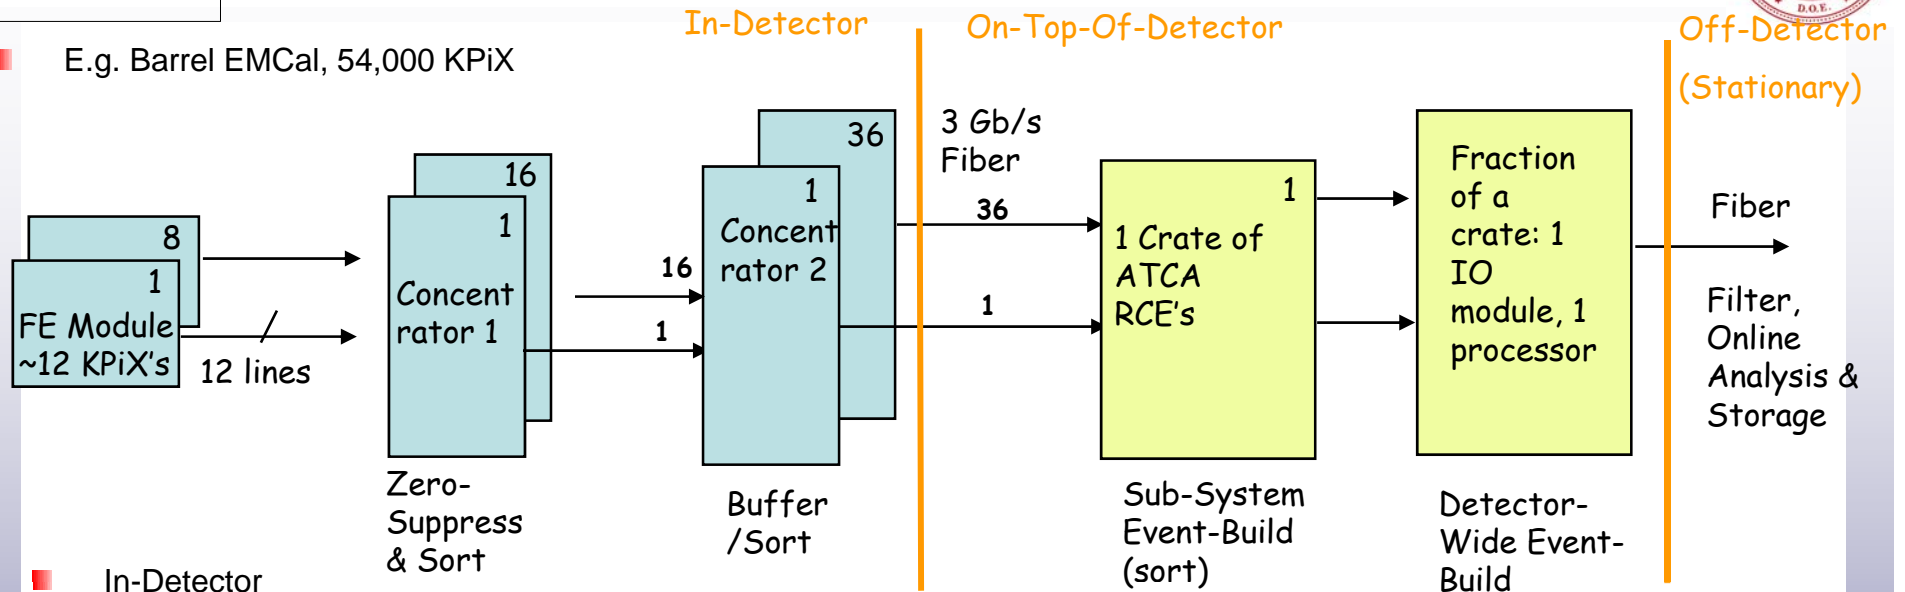 In-Detector
On-Top-Of-Detector
Off-Detector
(Stationary)
D.O.E.
E.g. Barrel EMCal, 54,000 KPiX
8
1
FE Module
~12 KPiX's
12 lines
16
1
Concent
rator 1
Zero-
Suppress
& Sort
16
1
36
1
Concent
rator 2
Buffer
/Sort
3 Gb/s
Fiber
36
1
1
1 Crate of
ATCA
RCE's
Sub-System
Event-Build
(sort)
Fraction
of a
crate: 1
IO
module, 1
processor
Detector-
Wide Event-
Build
Fiber
Filter,
Online
Analysis &
Storage
In-Detector